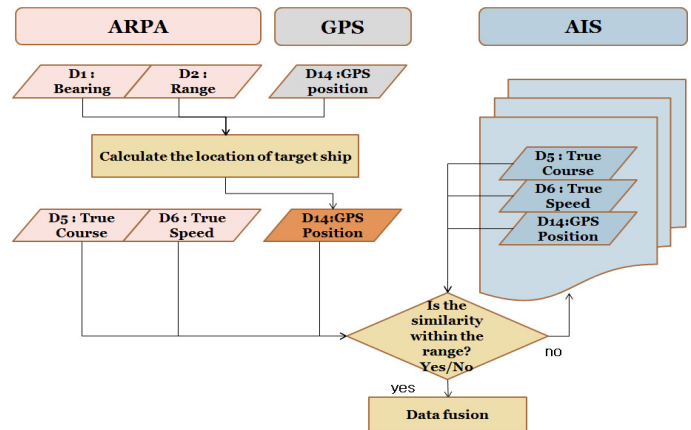 ARPA
GPS
AIS
D1 :
Bearing
D2 :
Range
D14 :GPS
position
Calculate the location of target ship
D5 : True
Course
D6 : True
Speed
D14:GPS
Position
D5 : True
Course
D6 : True
Speed
D14:GPS
Position
Is the
similarity
within the
range?
Yes/No
no
yes
Data fusion